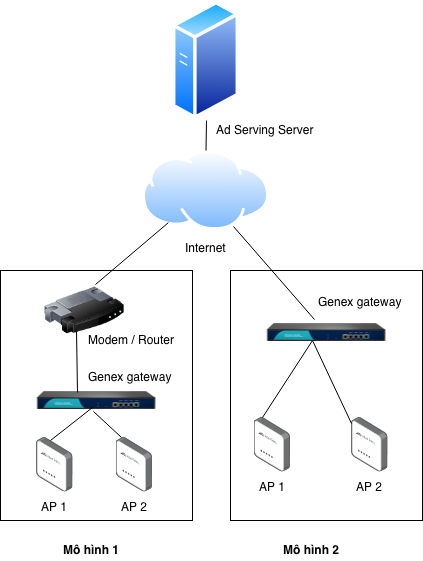 Ad Serving Server
Internet
Genex gateway
Modem / Router
Genex gateway
AP 1
AP 2
AP 1
AP 2
Mô hình 1
Mô hình 2